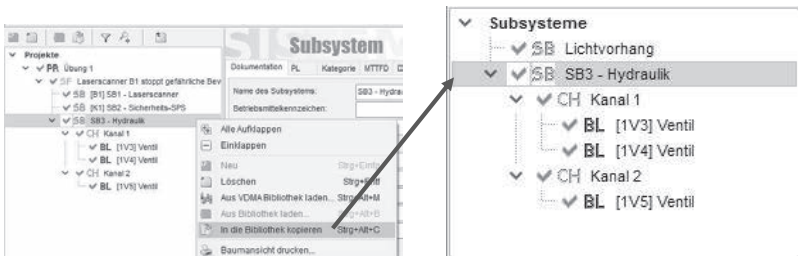 SISTEMA
Subsystem
Projekte
PR Übung 1
SF Laserscanner B1 stoppt gefährliche Bev
SB [B1] SB1 - Laserscanner
SB [K1] SB2 - Sicherheits-SPS
SB SB3 - Hydraulik
CH Kanal 1
BL [1V3] Ventil
BL [1V4] Ventil
CH Kanal 2
BL [1V5] Ventil
Dokumentation PL Kategorie MTTFD
Name des Subsystems: SB3 - Hydra
Betriebsmittelkennzeichen:
Alle Aufklappen
Einklappen
Neu Strg+Einfg
Löschen Strg+Entf
Aus VDMA Bibliothek laden... Strg+Alt+M
Aus Bibliothek laden... Strg+Alt+B
In die Bibliothek kopieren Strg+Alt+C
Baumansicht drucken...
Subsysteme
SB Lichtvorhang
SB SB3 - Hydraulik
CH Kanal 1
BL [1V3] Ventil
BL [1V4] Ventil
CH Kanal 2
BL [1V5] Ventil